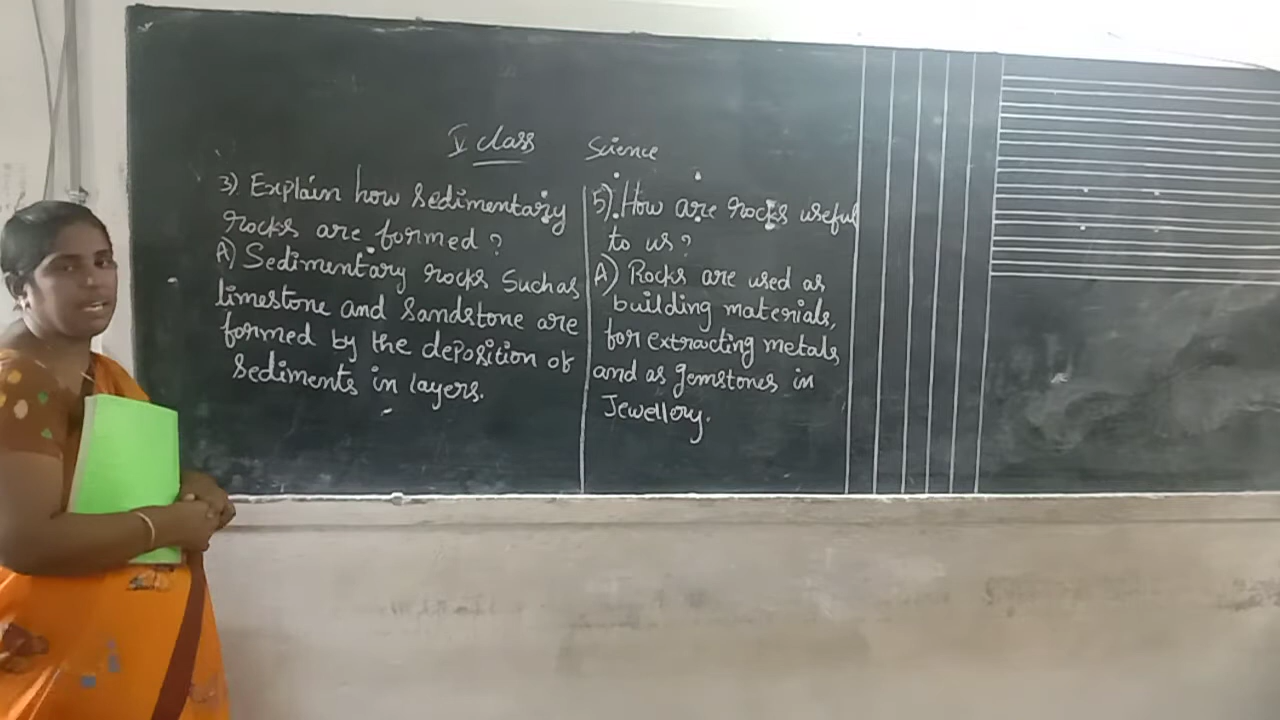 V class Science
3) Explain how Sedimentary
rocks are formed?
A) Sedimentary rocks Such as
limestone and Sandstone are
formed by the deposition of
Sediments in layers.
5). How are rocks useful
to us?
A) Rocks are used as
building materials,
for extracting metals
and as gemstones in
Jewellery.